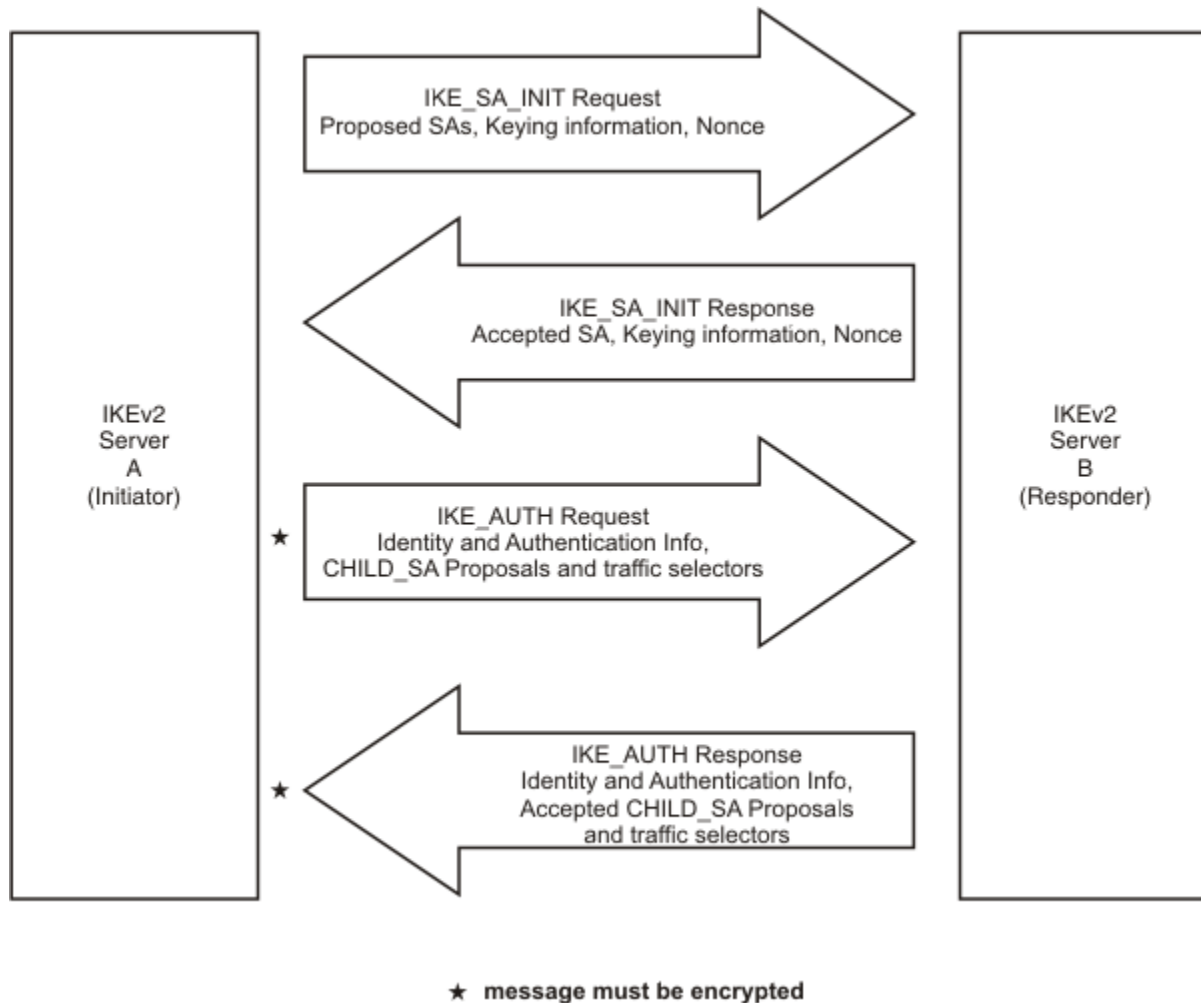 IKE_SA_INIT Request
Proposed SAs, Keying information, Nonce
IKE_SA_INIT Response
Accepted SA, Keying information, Nonce
IKEv2
Server
A
(Initiator)
IKEv2
Server
B
(Responder)
★
IKE_AUTH Request
Identity and Authentication Info,
CHILD_SA Proposals and traffic selectors
★
IKE_AUTH Response
Identity and Authentication Info,
Accepted CHILD_SA Proposals
and traffic selectors
★ message must be encrypted